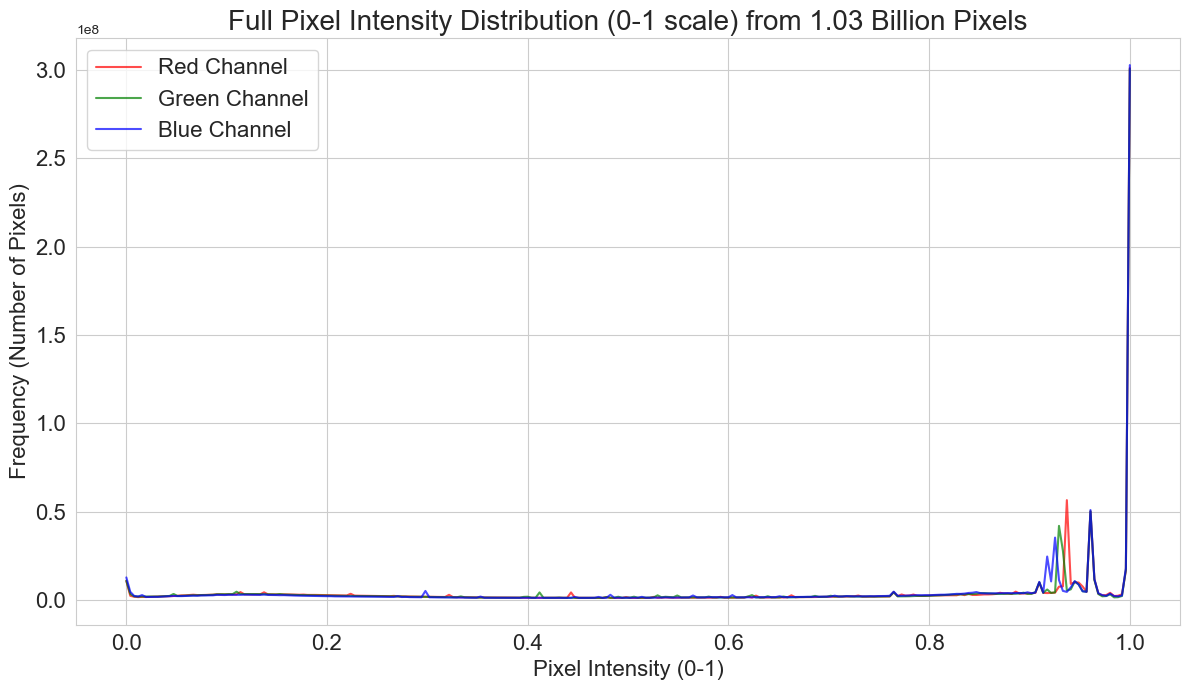 Full Pixel Intensity Distribution (0-1 scale) from 1.03 Billion Pixels
1e8
Red Channel
Green Channel
Blue Channel
3.0
2.5
2.0
1.5
1.0
0.5
0.0
Frequency (Number of Pixels)
0.0 0.2 0.4 0.6 0.8 1.0
Pixel Intensity (0-1)